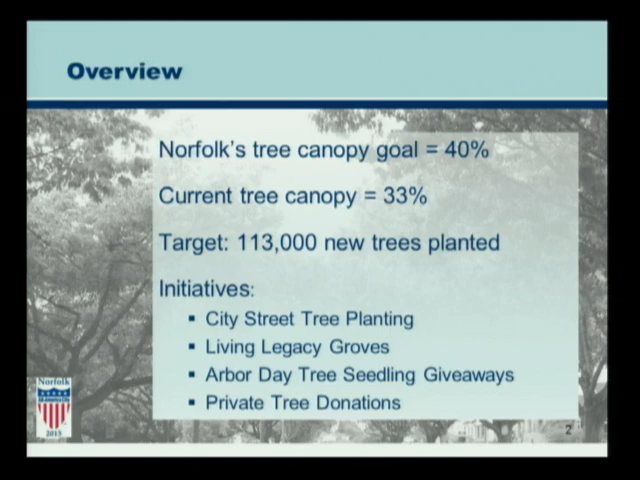 Overview
Norfolk's tree canopy goal = 40%
Current tree canopy = 33%
Target: 113,000 new trees planted
Initiatives:
▪ City Street Tree Planting
▪ Living Legacy Groves
▪ Arbor Day Tree Seedling Giveaways
▪ Private Tree Donations
Norfolk
2013
2